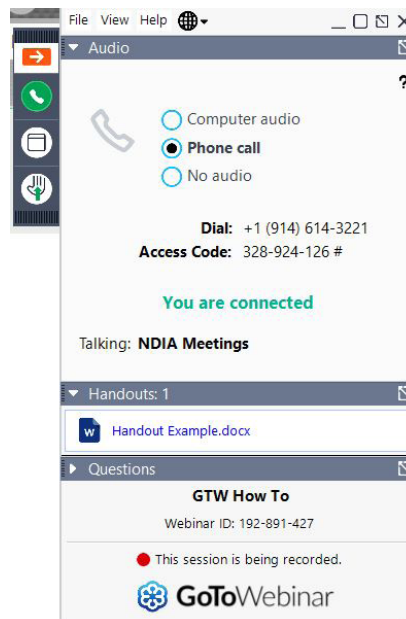 File View Help
Audio
?
Computer audio
Phone call
No audio
Dial: +1 (914) 614-3221
Access Code: 328-924-126 #
You are connected
Talking: NDIA Meetings
Handouts: 1
W Handout Example.docx
Questions
GTW How To
Webinar ID: 192-891-427
This session is being recorded.
GoToWebinar